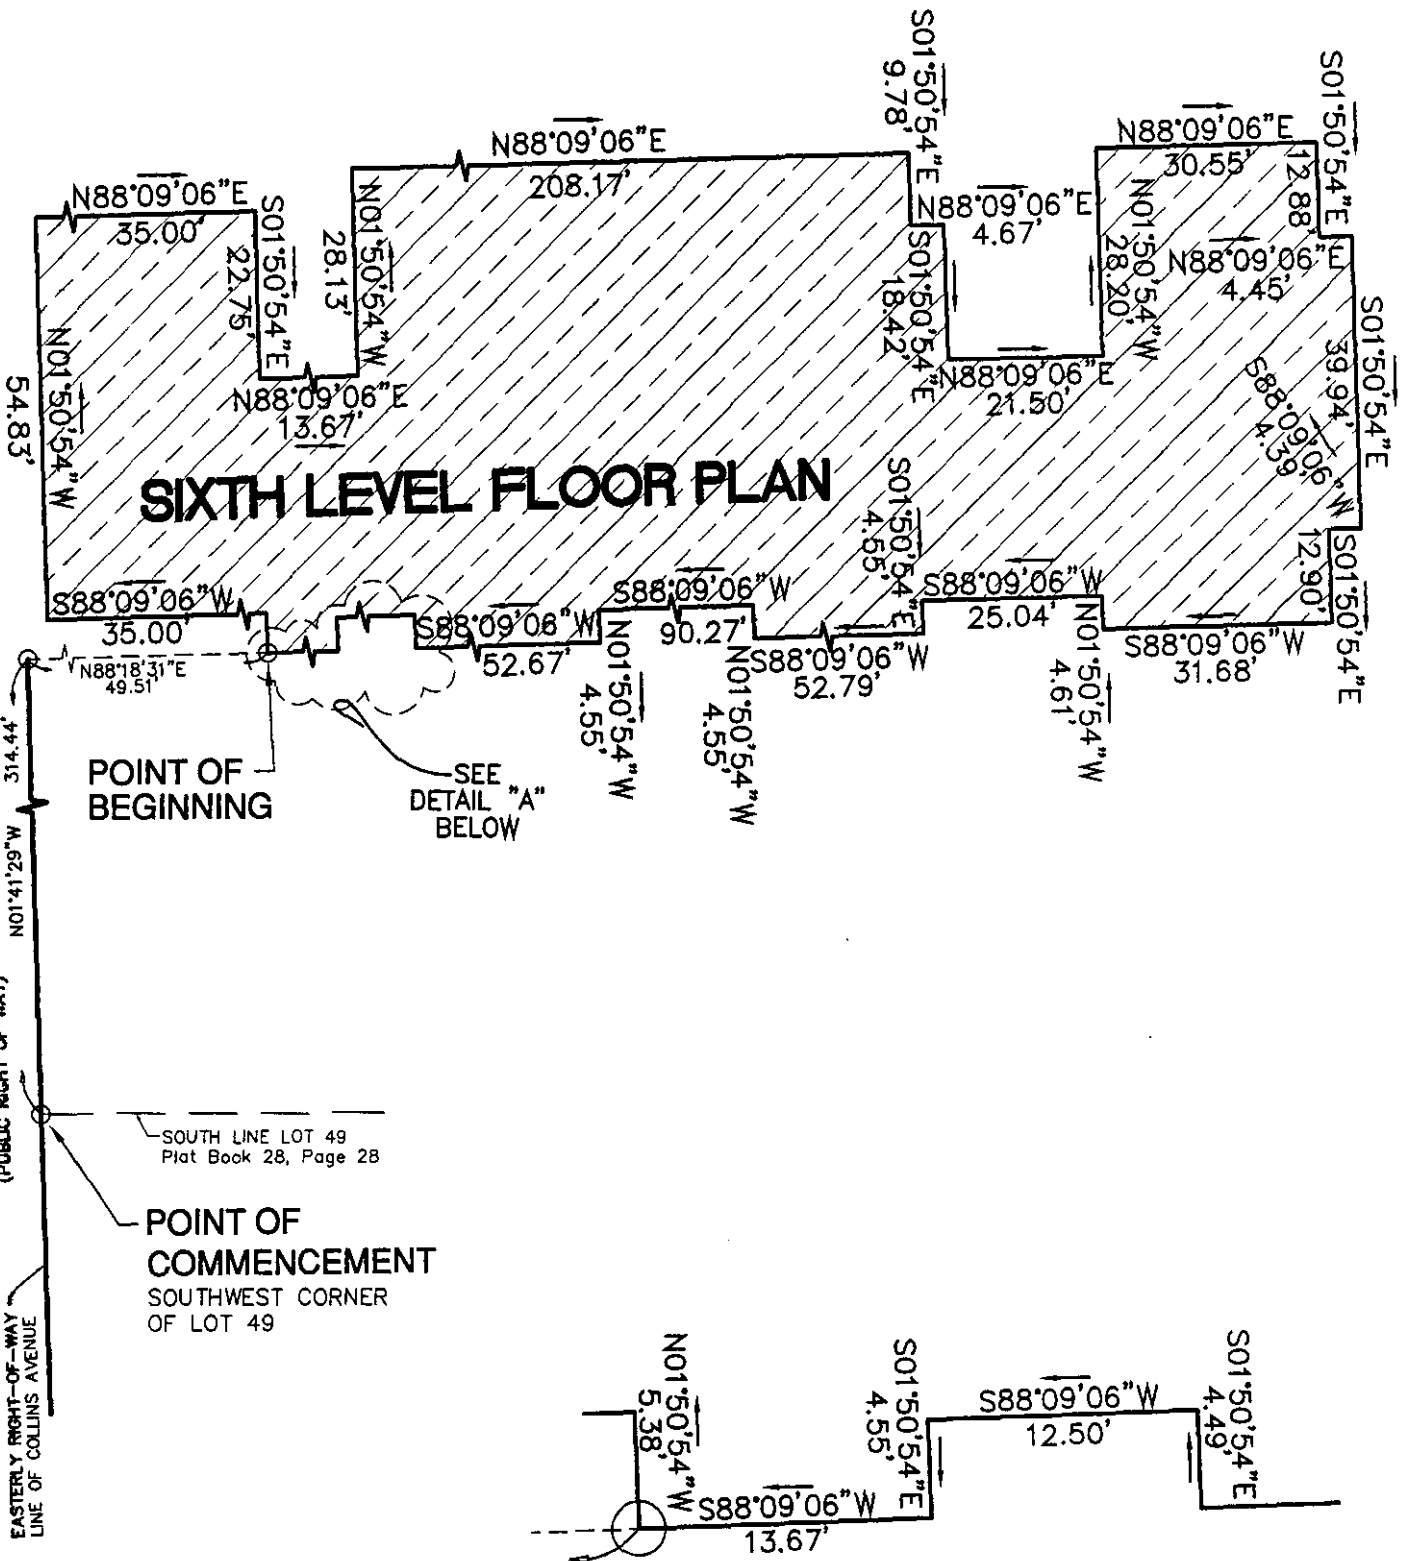 S01°50'54"E
9.78'
S01°50'54"E
12.88'
N88°09'06"E
208.17'
N88°09'06"E
30.55'
N88°09'06"E
35.00'
S01°50'54"E
22.75'
N01°50'54"W
28.13'
N88°09'06"E
4.67'
S01°50'54"E
18.42'
N01°50'54"W
28.20'
N88°09'06"E
4.45'
S01°50'54"E
39.94'
N88°09'06"E
13.67'
N88°09'06"E
21.50'
S88°09'06"W
4.39'
N01°50'54"W
54.83'
SIXTH LEVEL FLOOR PLAN
S01°50'54"E
4.55'
S01°50'54"E
12.90'
S88°09'06"W
35.00'
S88°09'06"W
52.67'
S88°09'06"W
90.27'
S88°09'06"W
52.79'
S88°09'06"W
25.04'
S88°09'06"W
31.68'
N01°50'54"W
4.55'
N01°50'54"W
4.55'
N01°50'54"W
4.61'
N88°18'31"E
49.51'
POINT OF
BEGINNING
SEE
DETAIL "A"
BELOW
314.44'
N01°41'29"W
(PUBLIC RIGHT OF WAY)
SOUTH LINE LOT 49
Plat Book 28, Page 28
POINT OF
COMMENCEMENT
SOUTHWEST CORNER
OF LOT 49
EASTERLY RIGHT-OF-WAY
LINE OF COLLINS AVENUE
N01°50'54"W
5.38'
S01°50'54"E
4.55'
S88°09'06"W
12.50'
S01°50'54"E
4.49'
S88°09'06"W
13.67'